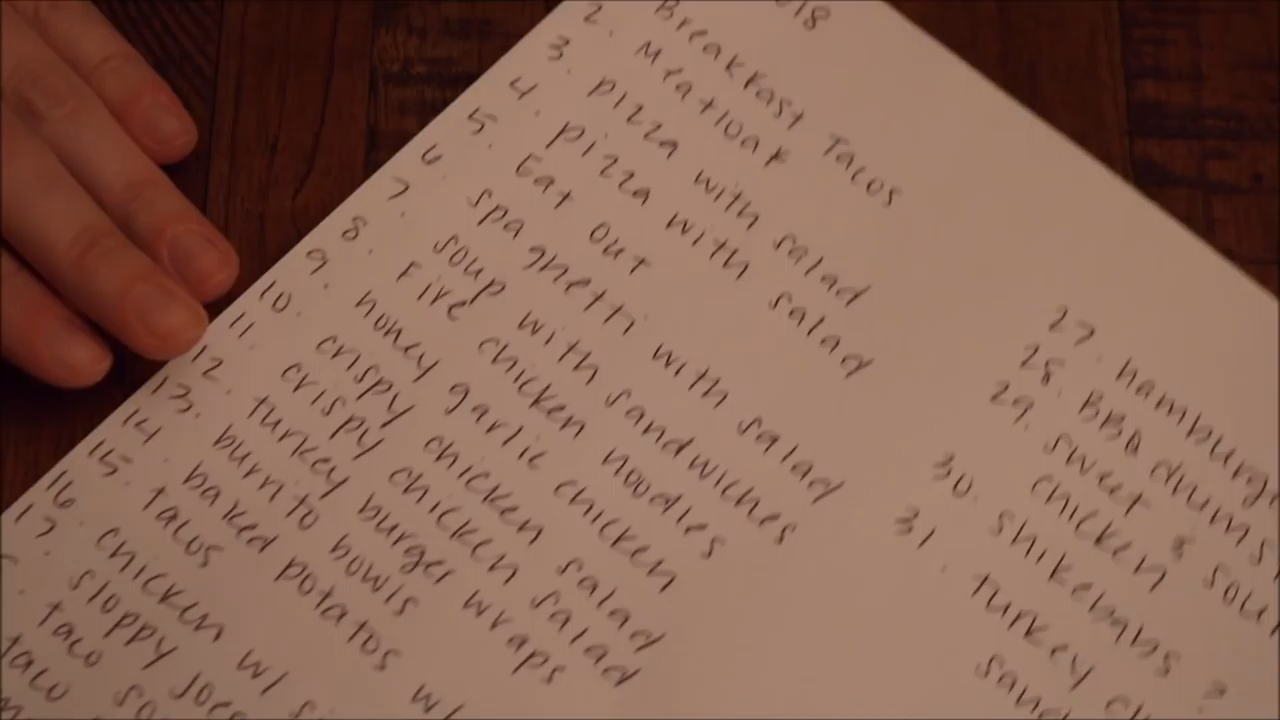 Breakfast Tacos
2. Meatloaf
3. pizza with salad
4. pizza with salad
5. Eat out
6 spaghetti with salad
7. soup with sandwiches
8. Fire chicken noodles
9. honey garlic chicken
10. crispy chicken salad
11. crispy chicken salad
12. turkey burger wraps
13. burrito bowls
14 baked potatos w/
15. tacos
16. chicken w/
17. sloppy joes
taco
taco
27. hamburg
28. BBQ drums
29. sweet & sour
chicken
30. shikebabs ?
31. turkey
sand